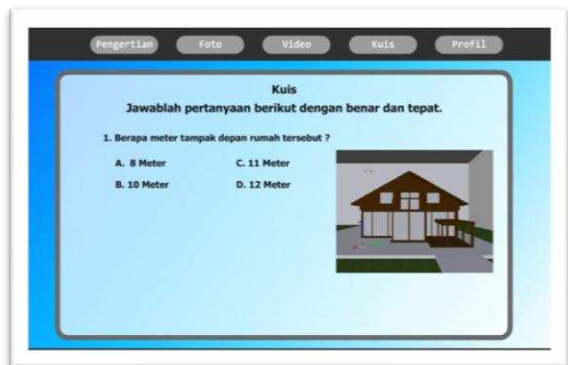 Pengertian Foto Video Kuis Profil
Kuis
Jawablah pertanyaan berikut dengan benar dan tepat.
1. Berapa meter tampak depan rumah tersebut ?
A. 8 Meter C. 11 Meter
B. 10 Meter D. 12 Meter